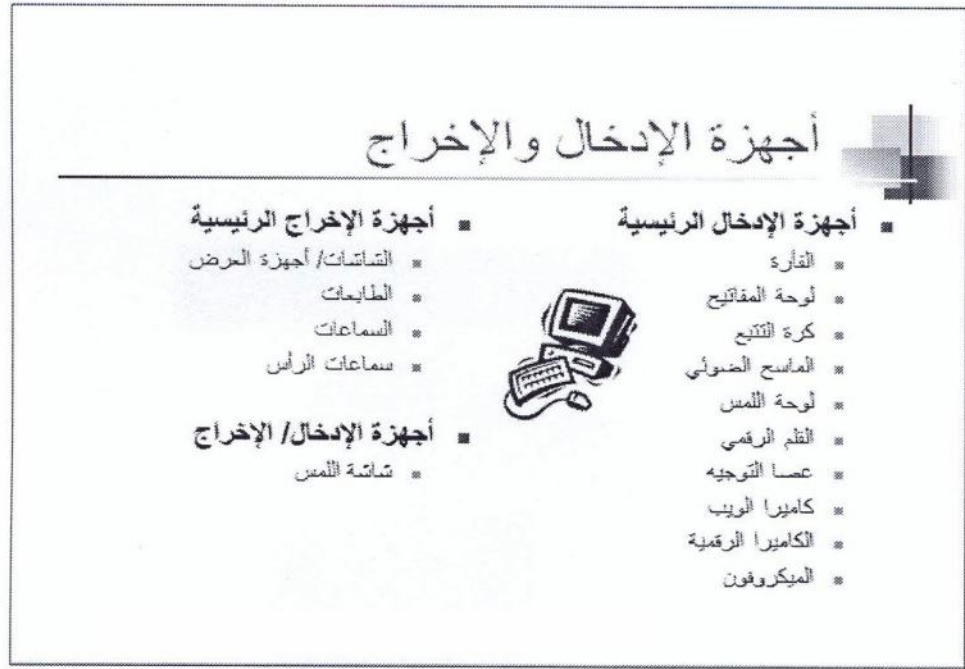 أجهزة الإدخال والإخراج
أجهزة الإدخال الرئيسية
الفأرة
لوحة المفاتيح
كرة التتبع
الماسح الضوئي
لوحة اللمس
القلم الرقمي
عصا التوجيه
كاميرا الويب
الكاميرا الرقمية
الميكروفون
أجهزة الإخراج الرئيسية
الشاشات/ أجهزة العرض
الطابعات
السماعات
سماعات الرأس
أجهزة الإدخال/ الإخراج
شاشة اللمس